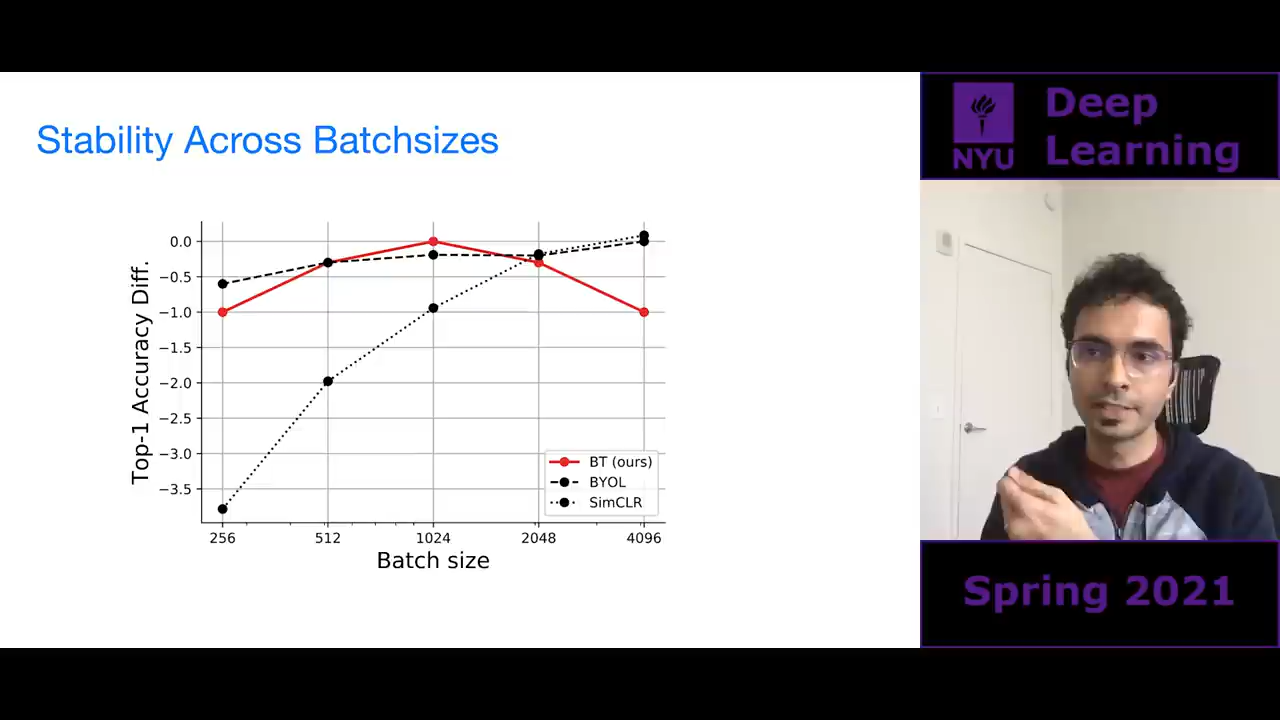 Stability Across Batchsizes
Top-1 Accuracy Diff.
0.0
−0.5
−1.0
−1.5
−2.0
−2.5
−3.0
−3.5
BT (ours)
BYOL
SimCLR
256
512
1024
2048
4096
Batch size
NYU
Deep
Learning
Spring 2021